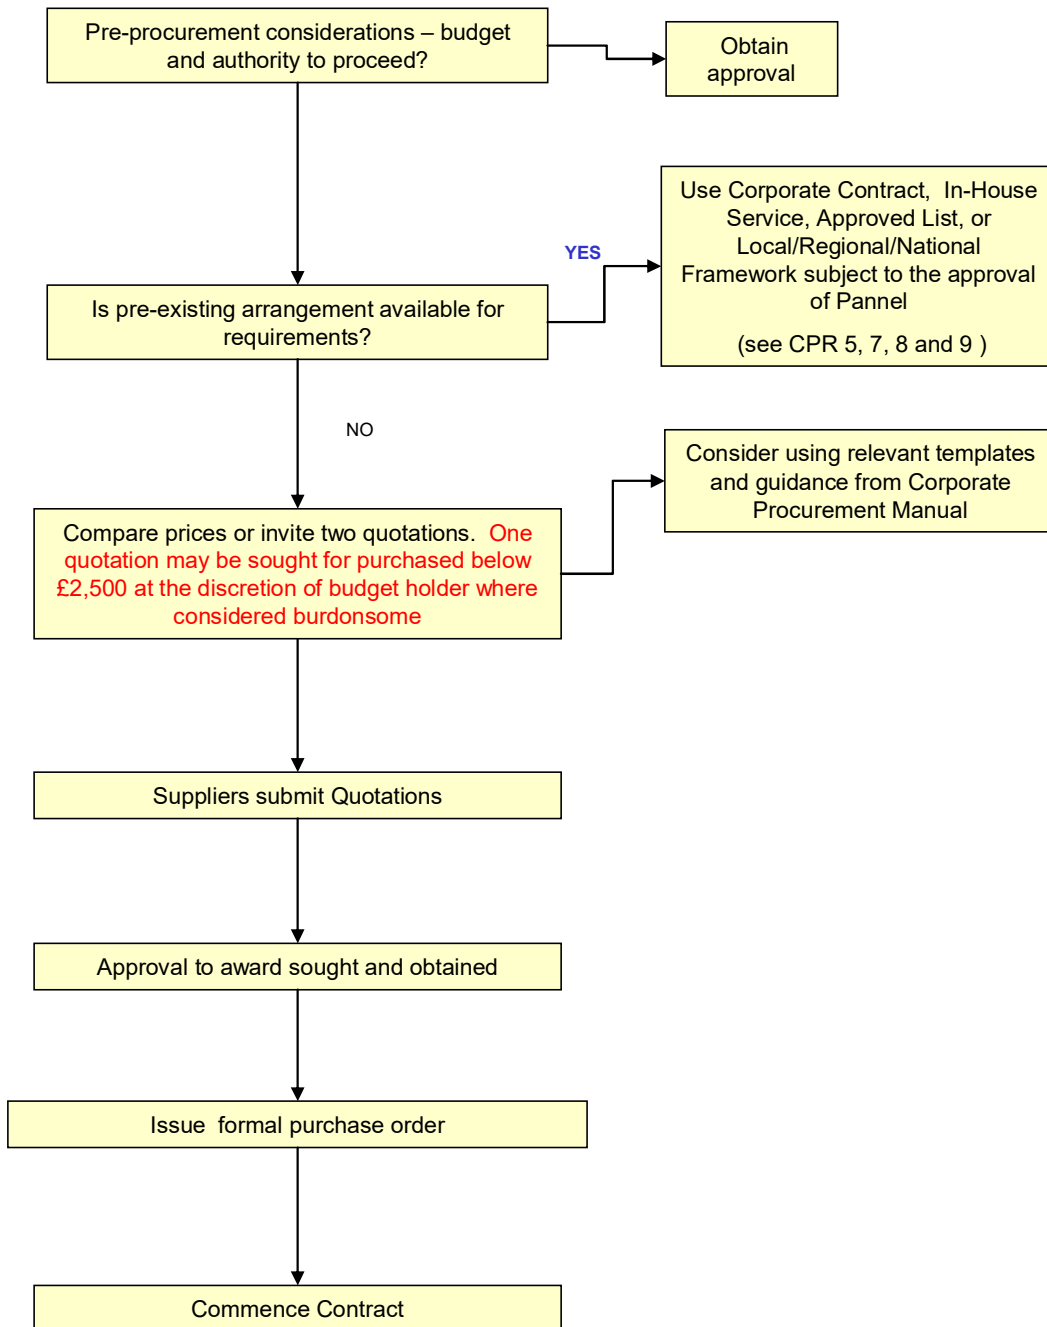 Pre-procurement considerations – budget
and authority to proceed?
Obtain
approval
Use Corporate Contract, In-House
Service, Approved List, or
Local/Regional/National
Framework subject to the approval
of Pannel
(see CPR 5, 7, 8 and 9 )
YES
Is pre-existing arrangement available for
requirements?
NO
Consider using relevant templates
and guidance from Corporate
Procurement Manual
Compare prices or invite two quotations. One
quotation may be sought for purchased below
£2,500 at the discretion of budget holder where
considered burdonsome
Suppliers submit Quotations
Approval to award sought and obtained
Issue formal purchase order
Commence Contract